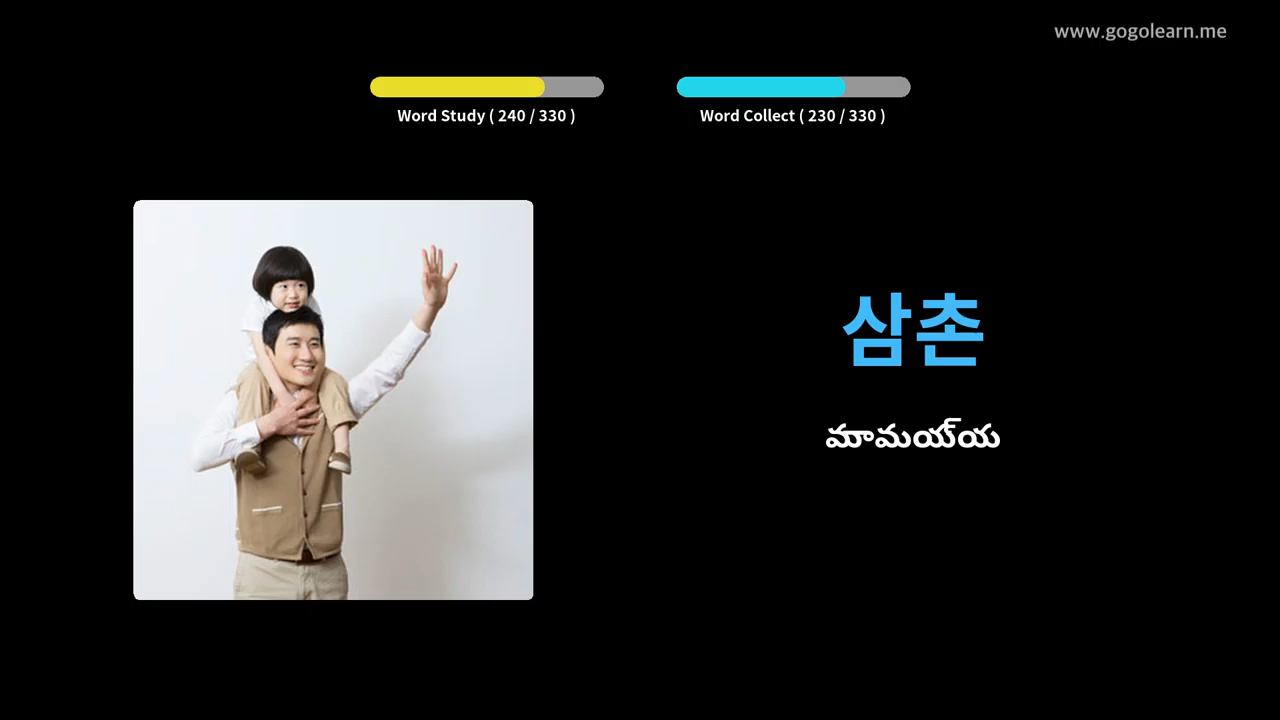 www.gogolearn.me
Word Study ( 240 / 330 )
Word Collect ( 230 / 330 )
삼촌
మామయ్‌య